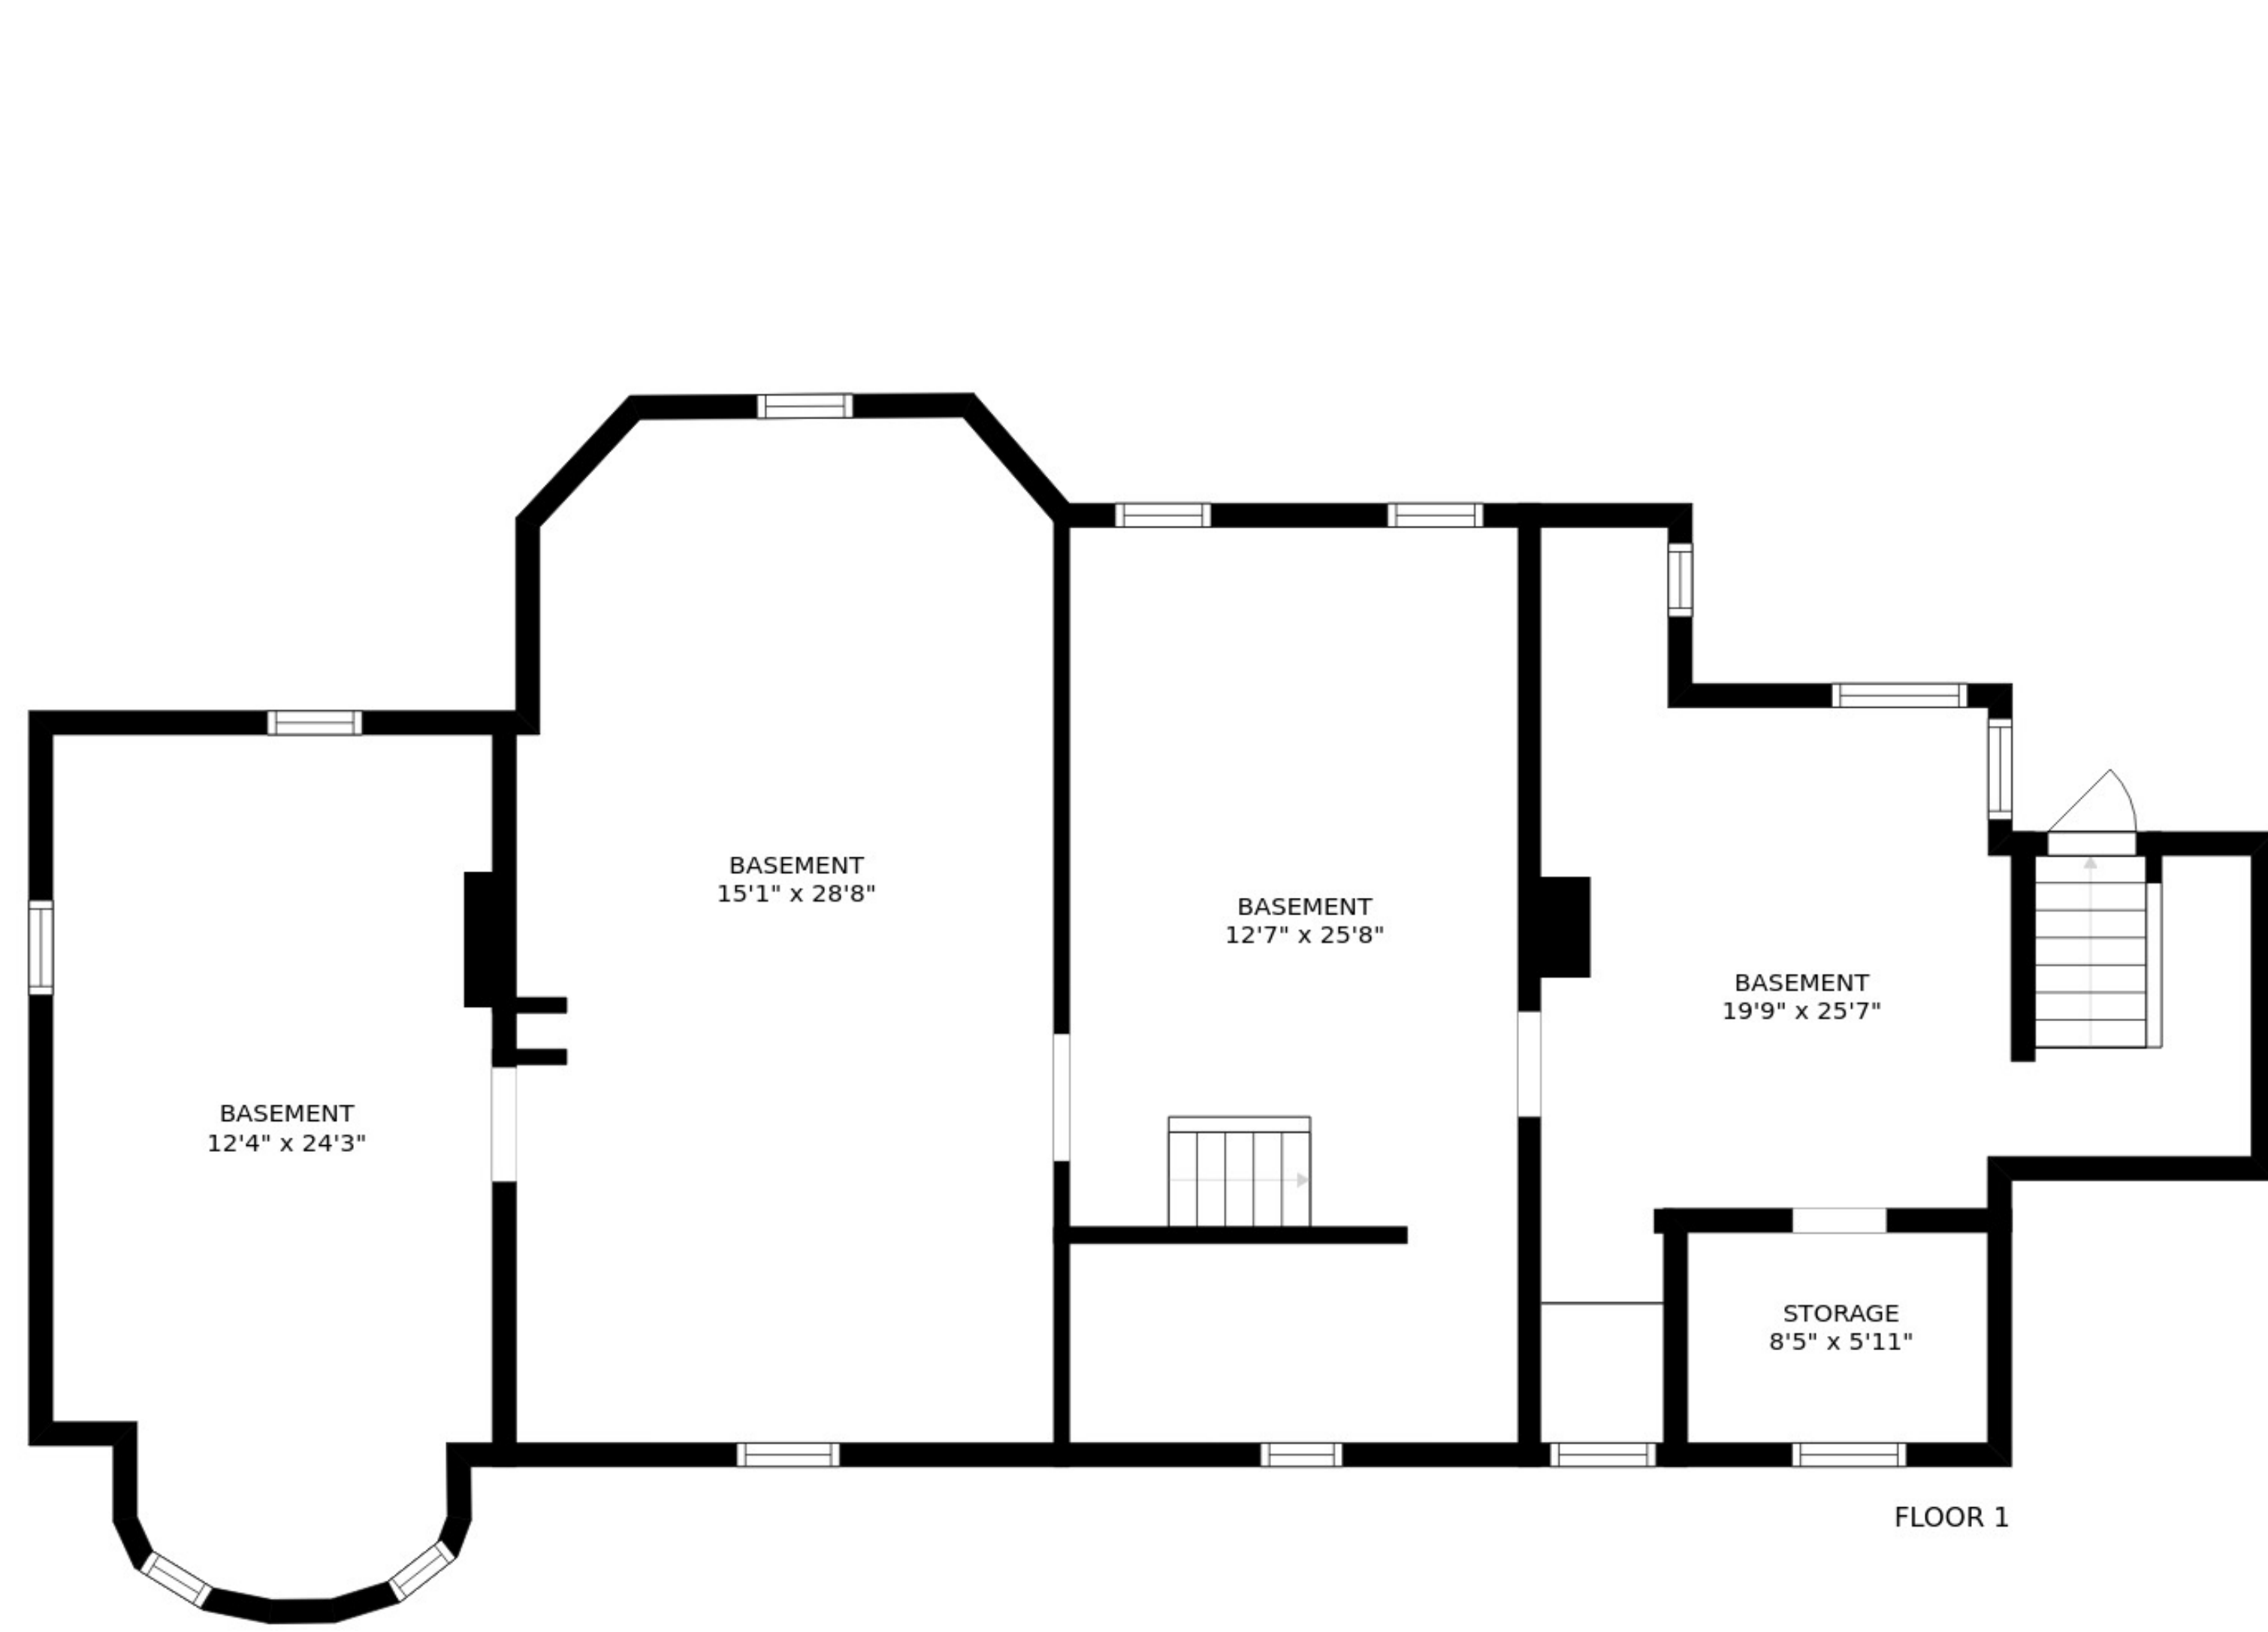 BASEMENT
15'1" x 28'8"
BASEMENT
12'7" x 25'8"
BASEMENT
19'9" x 25'7"
BASEMENT
12'4" x 24'3"
STORAGE
8'5" x 5'11"
FLOOR 1